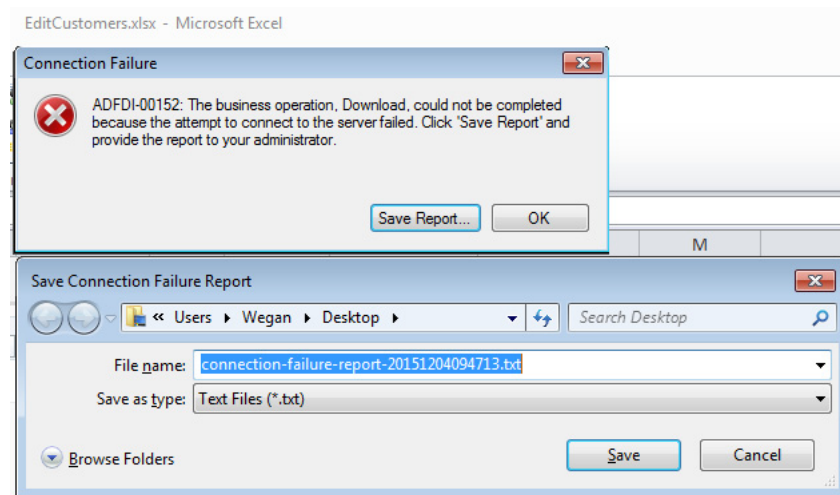 EditCustomers.xlsx - Microsoft Excel
Connection Failure
ADFDI-00152: The business operation, Download, could not be completed
because the attempt to connect to the server failed. Click 'Save Report' and
provide the report to your administrator.
Save Report... OK
M
Save Connection Failure Report
« Users Wegan Desktop Search Desktop
File name: connection-failure-report-20151204094713.txt
Save as type: Text Files (*.txt)
Browse Folders Save Cancel